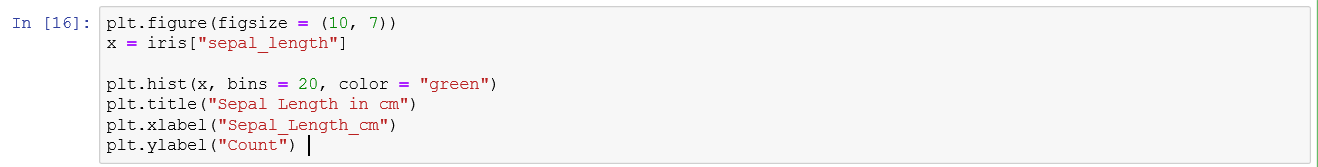 In [16]: plt.figure(figsize = (10, 7))
x = iris["sepal_length"]
plt.hist(x, bins = 20, color = "green")
plt.title("Sepal Length in cm")
plt.xlabel("Sepal_Length_cm")
plt.ylabel("Count")